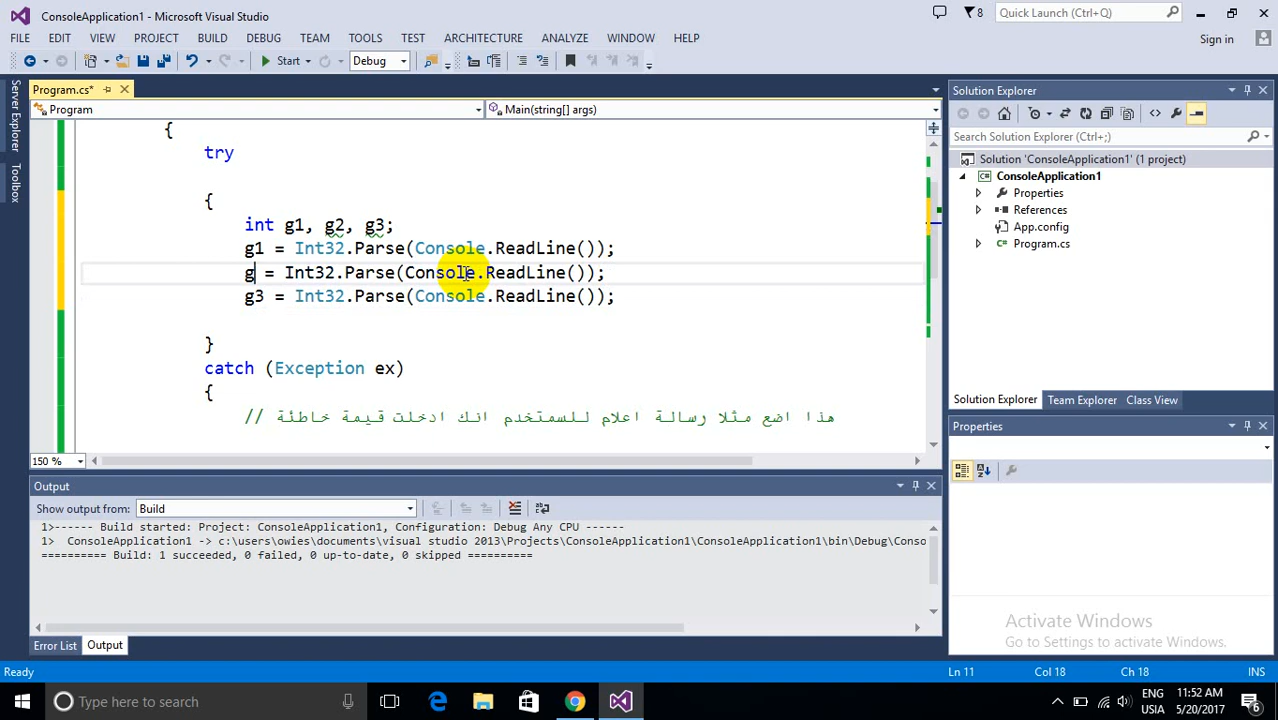 ConsoleApplication1 - Microsoft Visual Studio
8
Quick Launch (Ctrl+Q)
FILE EDIT VIEW PROJECT BUILD DEBUG TEAM TOOLS TEST ARCHITECTURE ANALYZE WINDOW HELP
Sign in
Start Debug
Server Explorer
Toolbox
Program.cs*
Program
Main(string[] args)
{
try
{
int g1, g2, g3;
g1 = Int32.Parse(Console.ReadLine());
g = Int32.Parse(Console.ReadLine());
g3 = Int32.Parse(Console.ReadLine());
}
catch (Exception ex)
{
// هذا اضع مثلا رسالة اعلام للسمتخدم انك ادخلت قيمة خاطئة
150 %
Solution Explorer
Search Solution Explorer (Ctrl+;)
Solution 'ConsoleApplication1' (1 project)
ConsoleApplication1
Properties
References
App.config
Program.cs
Solution Explorer Team Explorer Class View
Properties
Output
Show output from: Build
1>------ Build started: Project: ConsoleApplication1, Configuration: Debug Any CPU ------
1> ConsoleApplication1 -> c:\users\owies\documents\visual studio 2013\Projects\ConsoleApplication1\ConsoleApplication1\bin\Debug\Conso
========== Build: 1 succeeded, 0 failed, 0 up-to-date, 0 skipped ==========
Activate Windows
Go to Settings to activate Windows.
Error List Output
Ready
Ln 11 Col 18 Ch 18 INS
Type here to search
ENG
USIA
11:52 AM
5/20/2017
6